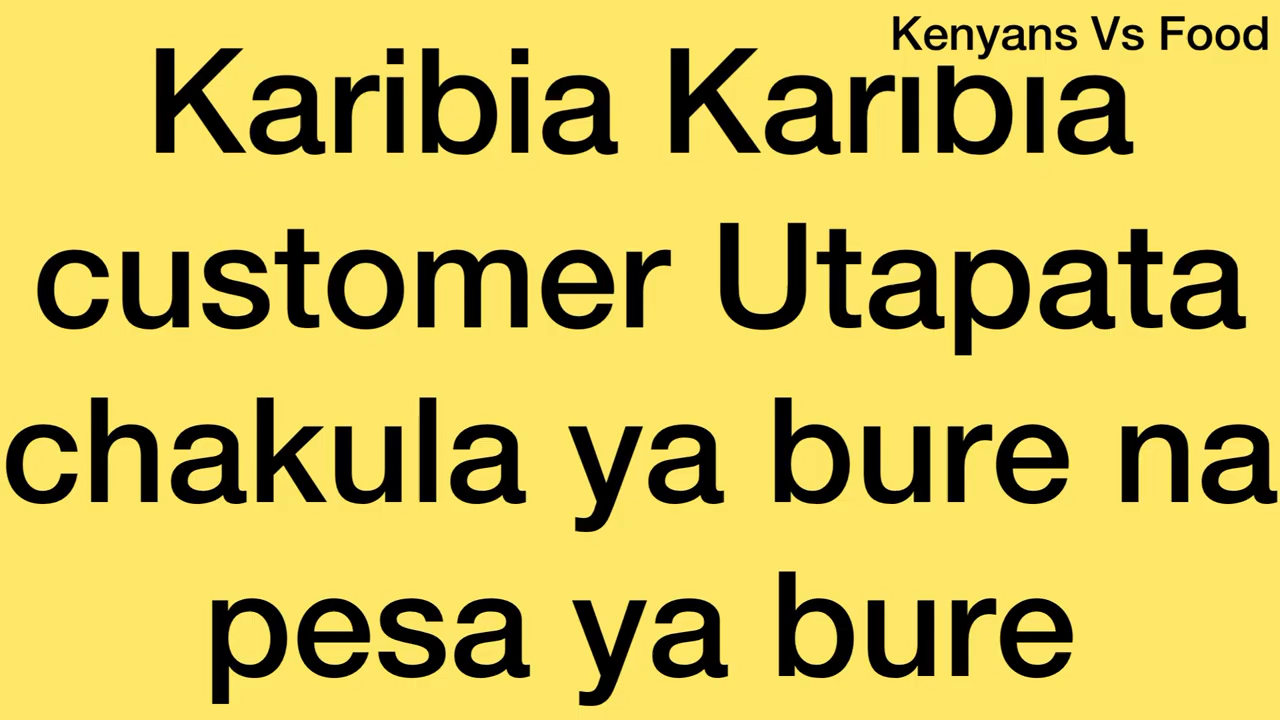 Kenyans Vs Food
Karibia Karibia
customer Utapata
chakula ya bure na
pesa ya bure